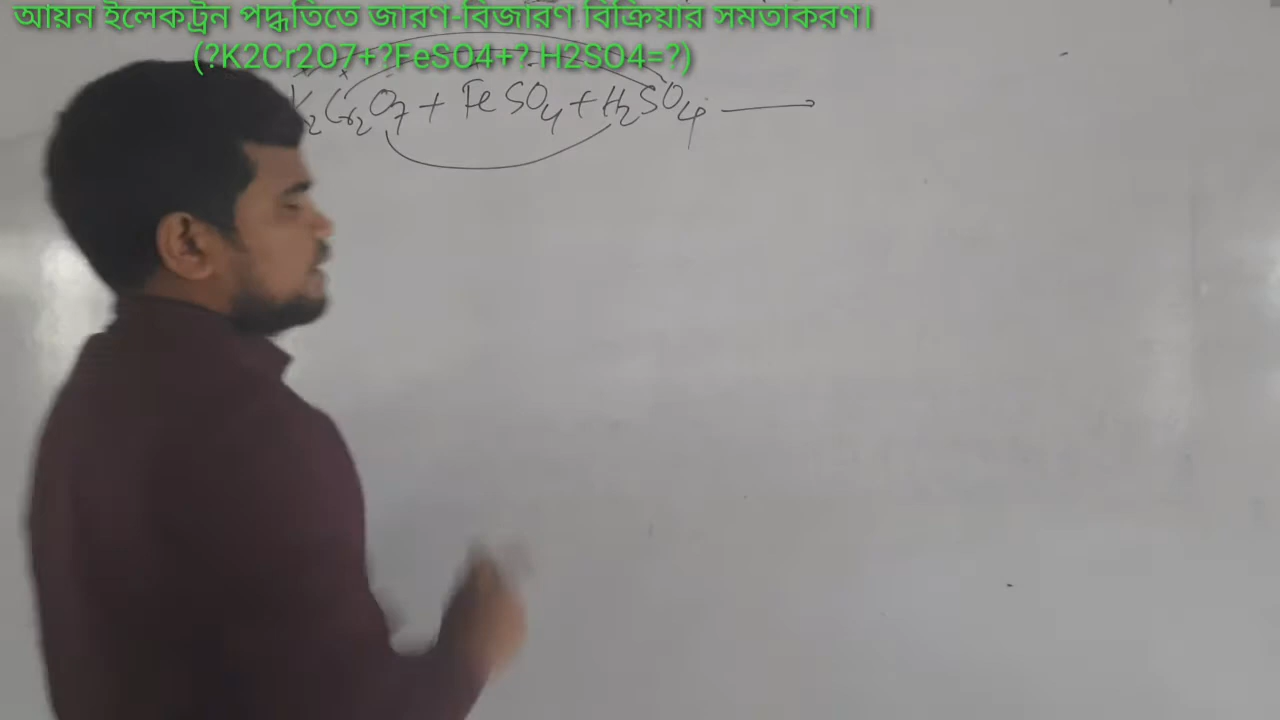 আয়ন ইলেকট্রন পদ্ধতিতে জারণ-বিজারণ বিক্রিয়ার সমতাকরণ।
(?K2Cr2O7+?FeSO4+?.H2SO4=?)
K₂Cr₂O₇ + FeSO₄ + H₂SO₄ ⟶